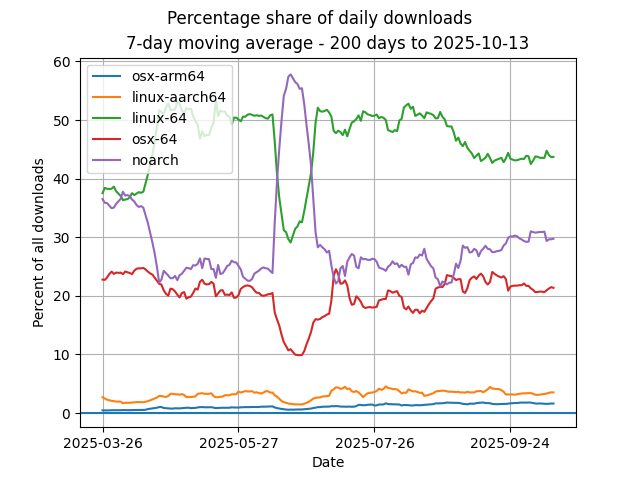 Percentage share of daily downloads
7-day moving average - 200 days to 2025-10-13
60
50
40
30
20
10
0
Percent of all downloads
osx-arm64
linux-aarch64
linux-64
osx-64
noarch
2025-03-26
2025-05-27
2025-07-26
2025-09-24
Date